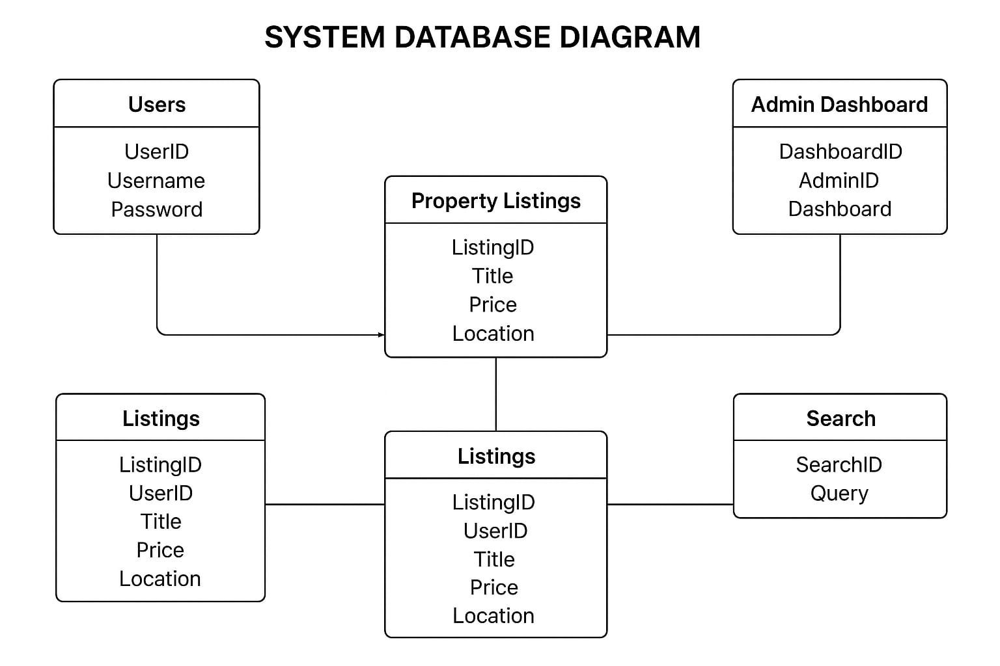 SYSTEM DATABASE DIAGRAM
Users
UserID
Username
Password
Admin Dashboard
DashboardID
AdminID
Dashboard
Property Listings
ListingID
Title
Price
Location
Listings
ListingID
UserID
Title
Price
Location
Listings
ListingID
UserID
Title
Price
Location
Search
SearchID
Query